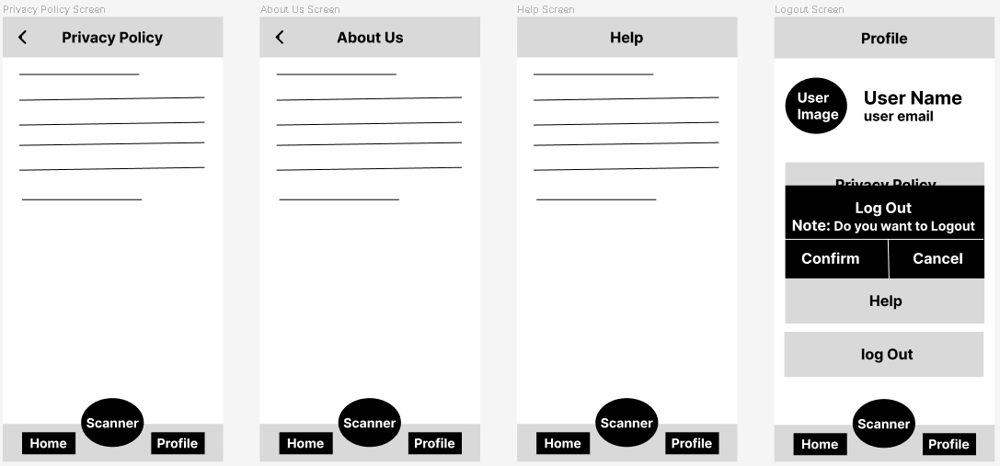 Privacy Policy Screen
Privacy Policy
Scanner
Home
Profile
About Us Screen
About Us
Scanner
Home
Profile
Help Screen
Help
Scanner
Home
Profile
Logout Screen
Profile
User
Image
User Name
user email
Privacy Policy
Log Out
Note: Do you want to Logout
Confirm
Cancel
Help
log Out
Scanner
Home
Profile